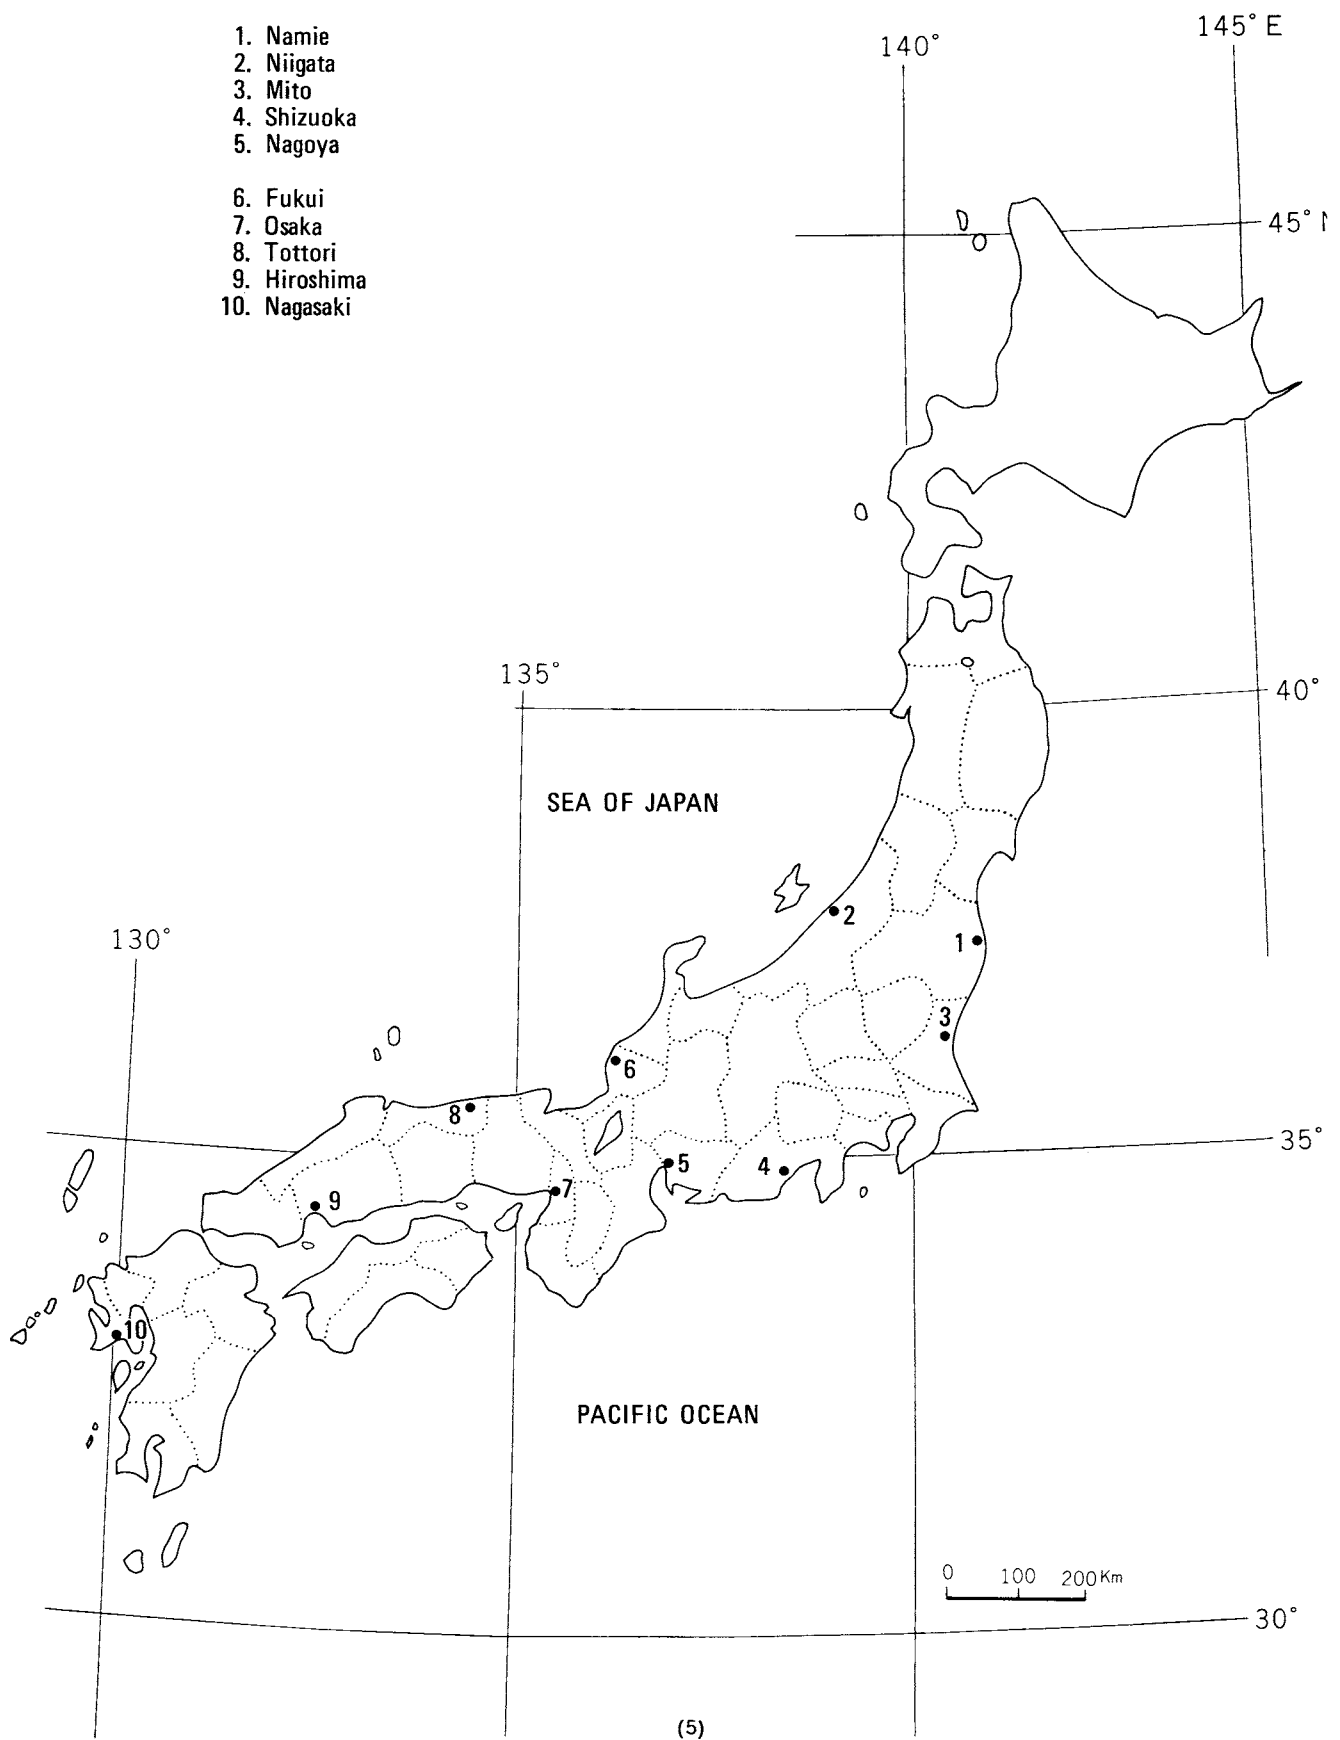 1. Namie
2. Niigata
3. Mito
4. Shizuoka
5. Nagoya
6. Fukui
7. Osaka
8. Tottori
9. Hiroshima
10. Nagasaki
140°
145° E
45° N
135°
40°
SEA OF JAPAN
2
130°
1
3
6
8
35°
5
4
7
9
10
PACIFIC OCEAN
0 100 200 Km
30°
(5)